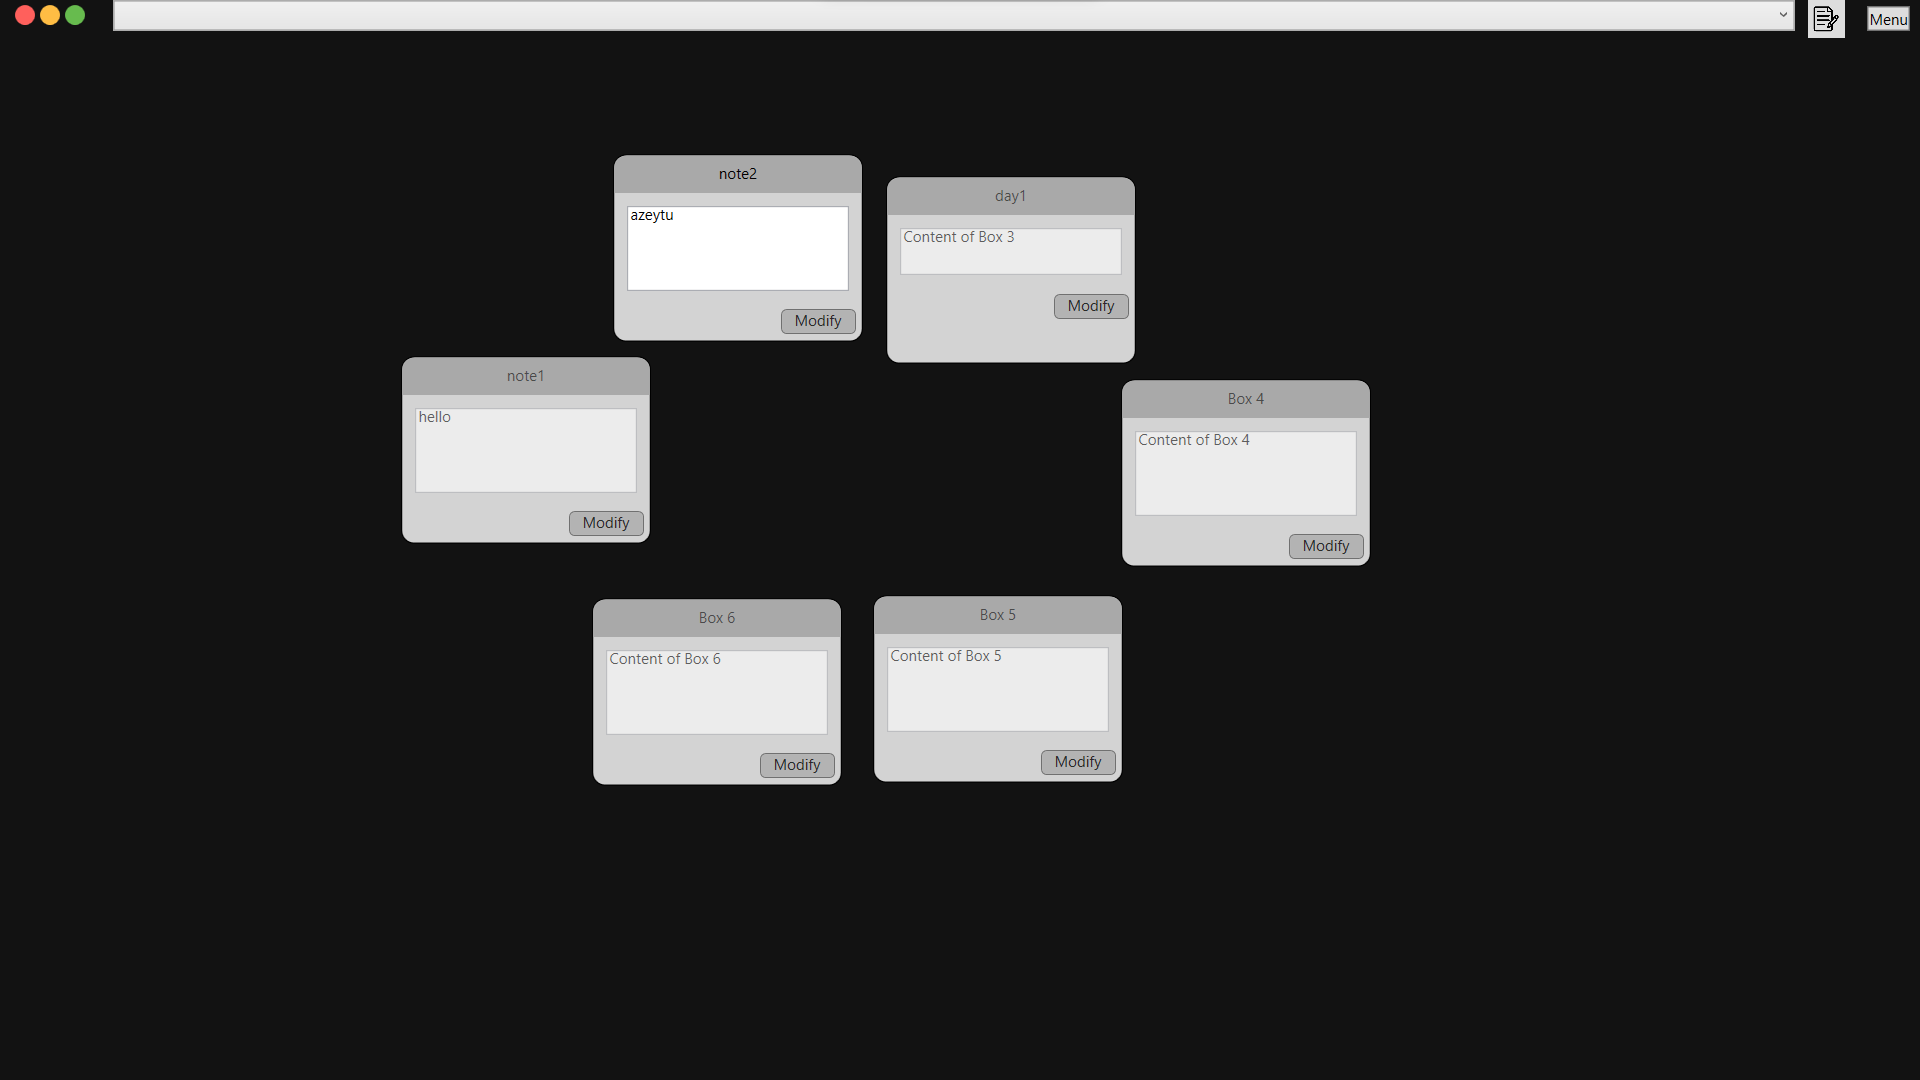 Menu
note2
azeytu
Modify
day1
Content of Box 3
Modify
note1
hello
Modify
Box 4
Content of Box 4
Modify
Box 6
Content of Box 6
Modify
Box 5
Content of Box 5
Modify